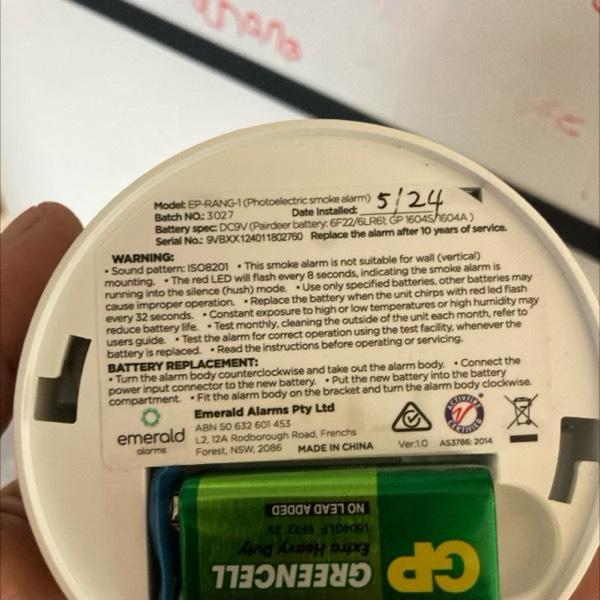 Model: EP-RANG-1 (Photoelectric smoke alarm)
Batch NO.: 3027 Date Installed: 5/24
Battery spec: DC9V (Pairdeer battery: 6F22/6LR61; GP 1604S/1604A)
Serial No.: 9VBXX124011802760 Replace the alarm after 10 years of service.
WARNING:
• Sound pattern: ISO8201 • This smoke alarm is not suitable for wall (vertical)
mounting. • The red LED will flash every 8 seconds, indicating the smoke alarm is
running into the silence (hush) mode. • Use only specified batteries, other batteries may
cause improper operation. • Replace the battery when the unit chirps with red led flash
every 32 seconds. • Constant exposure to high or low temperatures or high humidity may
reduce battery life. • Test monthly, cleaning the outside of the unit each month, refer to
users guide. • Test the alarm for correct operation using the test facility, whenever the
battery is replaced. • Read the instructions before operating or servicing.
BATTERY REPLACEMENT:
• Turn the alarm body counterclockwise and take out the alarm body. • Connect the
power input connector to the new battery. • Put the new battery into the battery
compartment. • Fit the alarm body on the bracket and turn the alarm body clockwise.
emerald
alarms
Emerald Alarms Pty Ltd
ABN 50 632 601 453
L2, 12A Rodborough Road, Frenchs
Forest, NSW, 2086 MADE IN CHINA
ACTIVFIRE
CERTIFIED
Ver:1.0 AS3786: 2014
NO LEAD ADDED
1604GLF 6F22 9V
Extra Heavy Duty
GREENCELL
GP